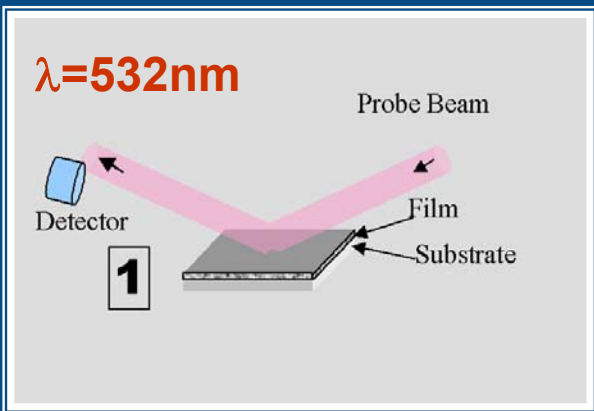 λ=532nm
Probe Beam
Detector
Film
Substrate
1